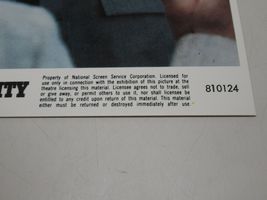 ITY
Property of National Screen Service Corporation. Licensed for
use only in connection with the exhibition of this picture at the
theatre licensing this material. Licensee agrees not to trade, sell
or give away, or permit others to use it, nor shall licensee be
entitled to any credit upon return of this material. This material
either must be returned or destroyed immediately after use.
810124